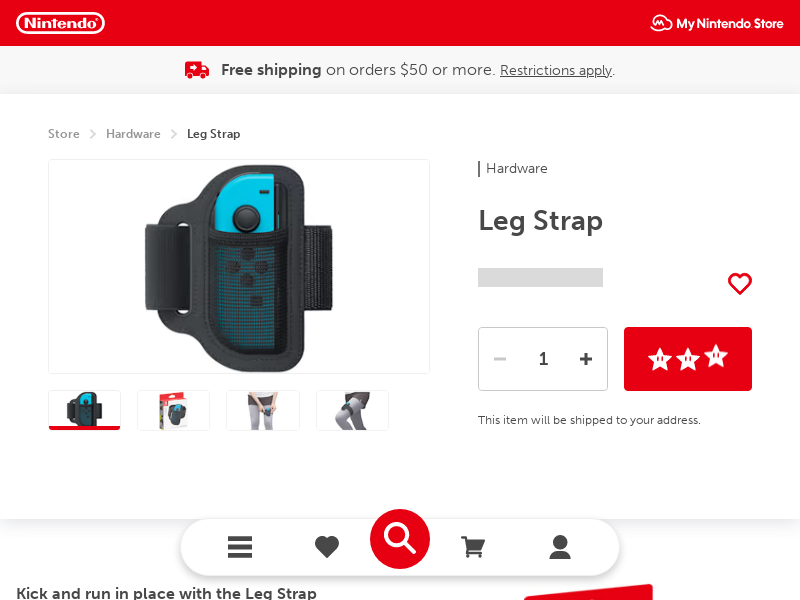 Nintendo
My Nintendo Store
Free shipping on orders $50 or more. Restrictions apply.
Store > Hardware > Leg Strap
Hardware
Leg Strap
1
This item will be shipped to your address.
Kick and run in place with the Leg Strap